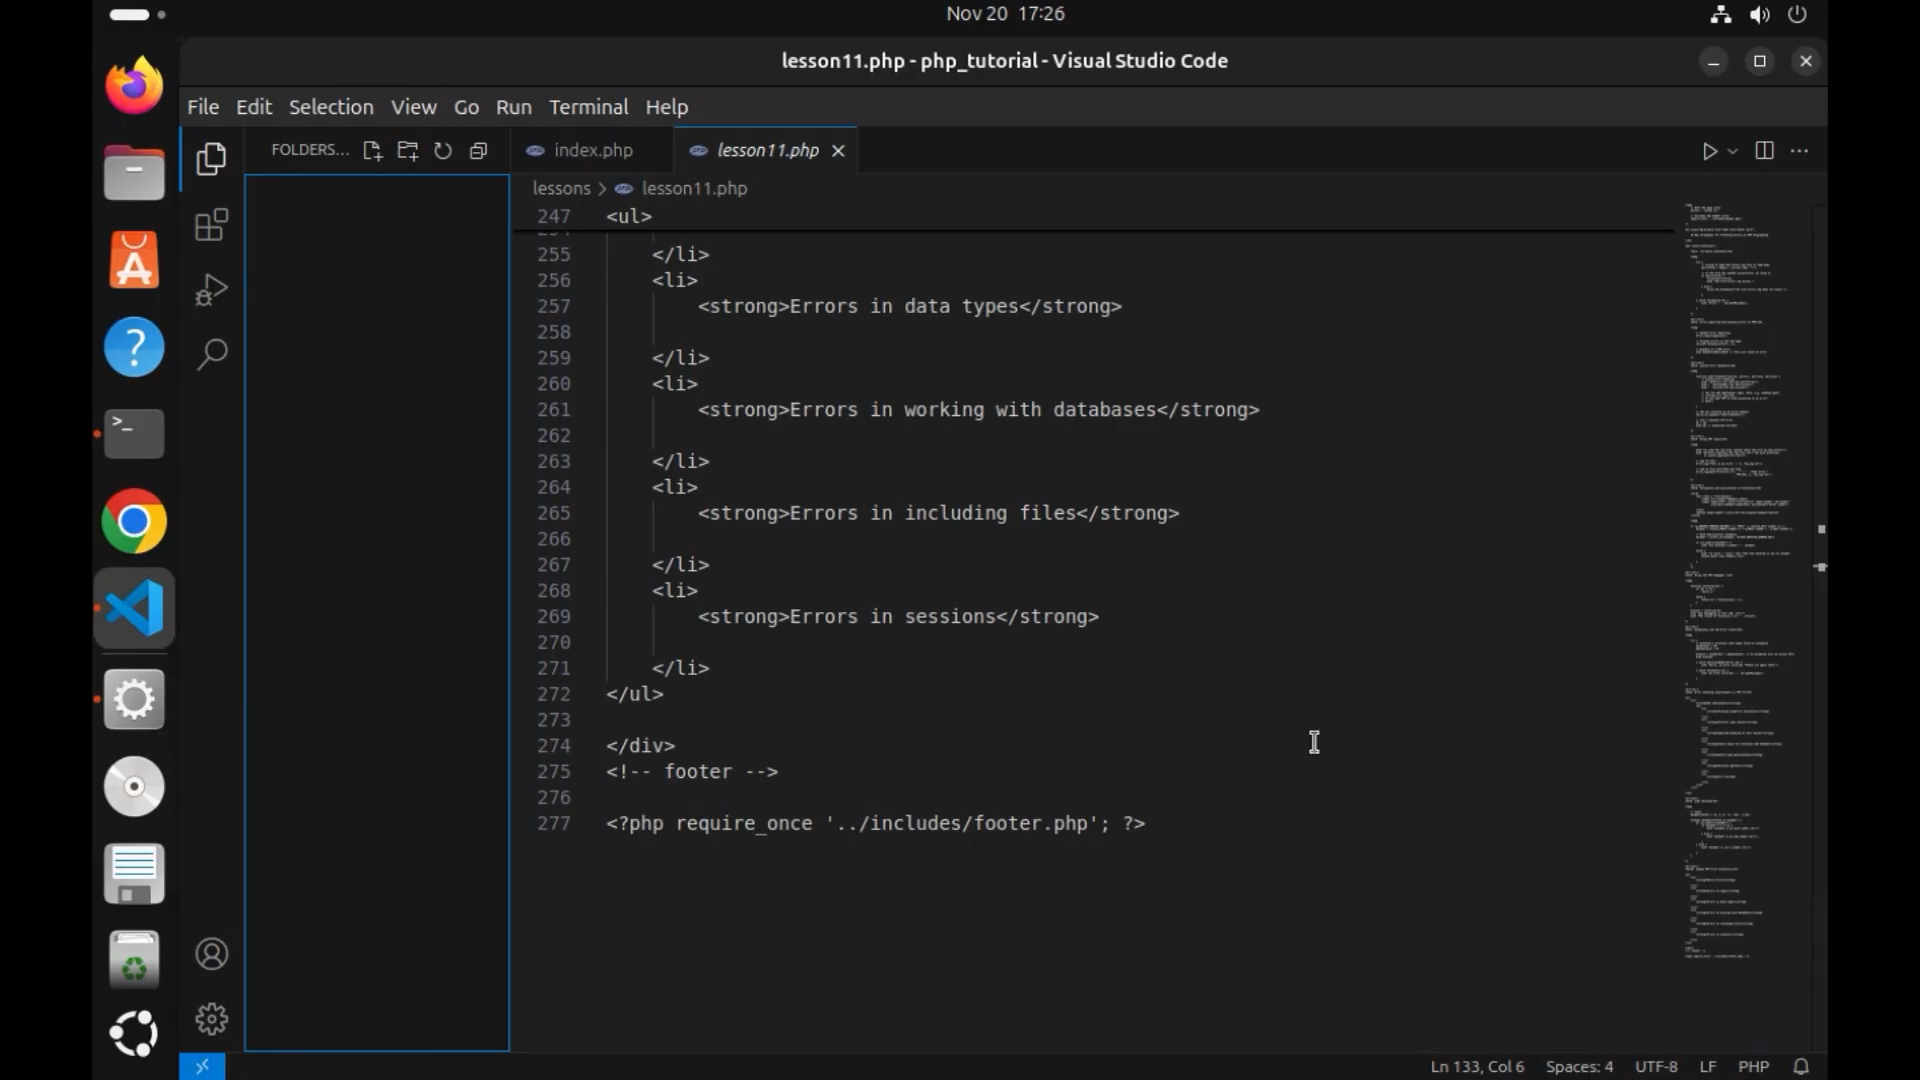 Nov 20 17:26
lesson11.php - php_tutorial - Visual Studio Code
File Edit Selection View Go Run Terminal Help
FOLDERS...
index.php
lesson11.php
lessons > lesson11.php
247 <ul>
255 </li>
256 <li>
257 <strong>Errors in data types</strong>
258
259 </li>
260 <li>
261 <strong>Errors in working with databases</strong>
262
263 </li>
264 <li>
265 <strong>Errors in including files</strong>
266
267 </li>
268 <li>
269 <strong>Errors in sessions</strong>
270
271 </li>
272 </ul>
273
274 </div>
275 <!-- footer -->
276
277 <?php require_once '../includes/footer.php'; ?>
Ln 133, Col 6 Spaces: 4 UTF-8 LF PHP